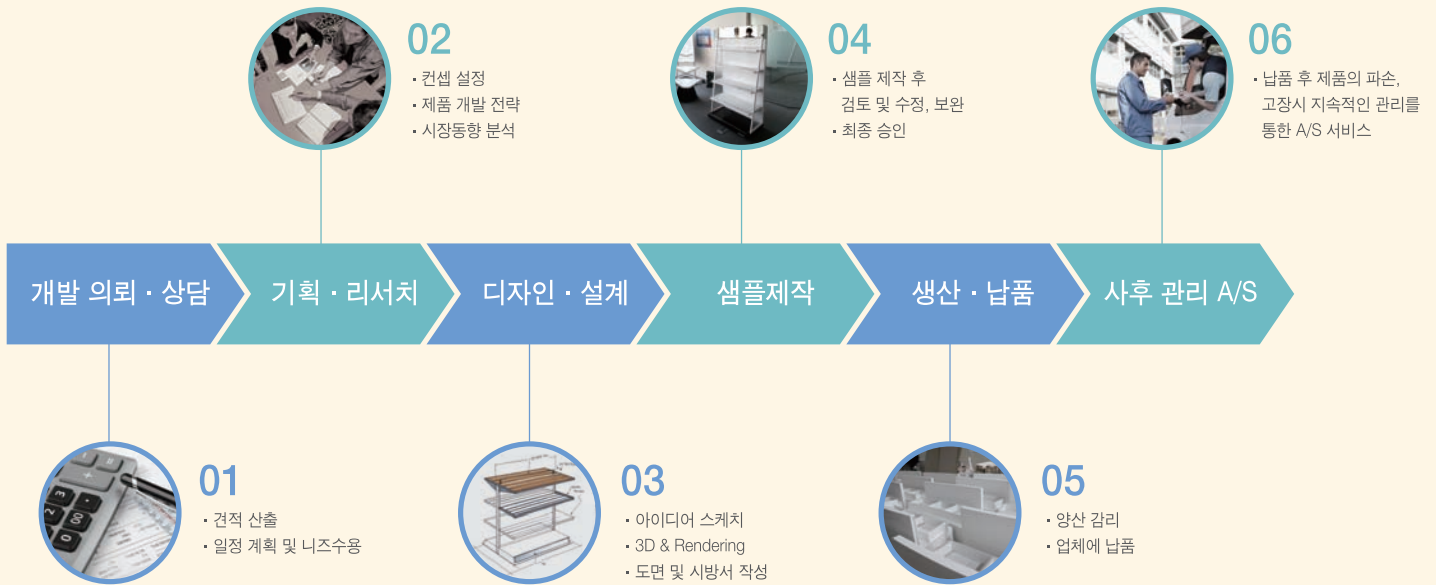 02
· 컨셉 설정
· 제품 개발 전략
· 시장동향 분석
04
· 샘플 제작 후
검토 및 수정, 보완
· 최종 승인
06
· 납품 후 제품의 파손,
고장시 지속적인 관리를
통한 A/S 서비스
개발 의뢰 · 상담
기획 · 리서치
디자인 · 설계
샘플제작
생산 · 납품
사후 관리 A/S
01
· 견적 산출
· 일정 계획 및 니즈수용
03
· 아이디어 스케치
· 3D & Rendering
· 도면 및 시방서 작성
05
· 양산 감리
· 업체에 납품